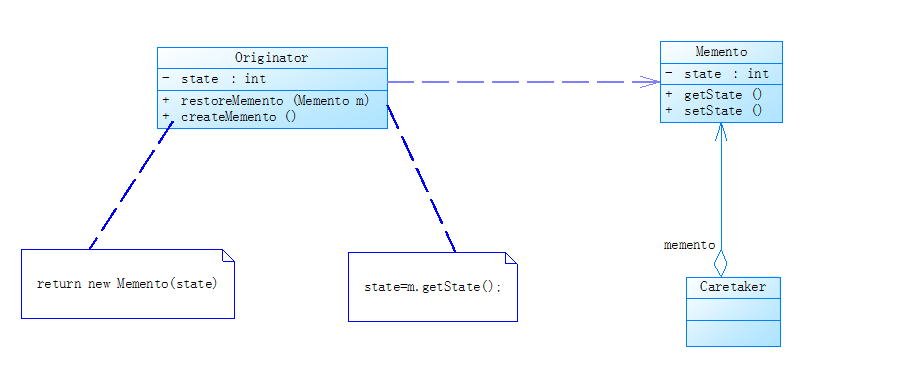 Originator
- state : int
+ restoreMemento (Memento m)
+ createMemento ()
Memento
- state : int
+ getState ()
+ setState ()
return new Memento(state)
state=m.getState();
memento
Caretaker